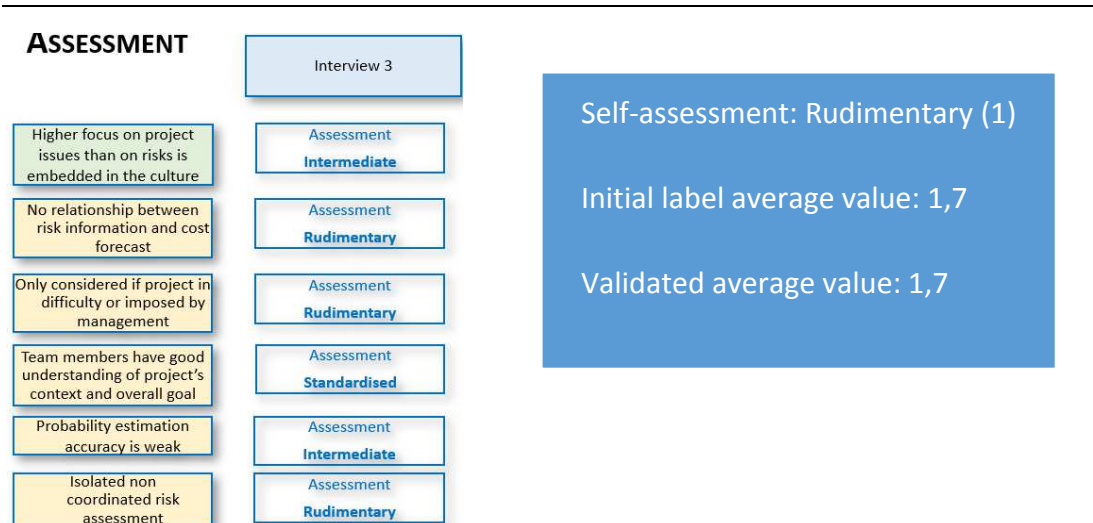 ASSESSMENT
Interview 3
Higher focus on project
issues than on risks is
embedded in the culture
Assessment
Intermediate
No relationship between
risk information and cost
forecast
Assessment
Rudimentary
Only considered if project in
difficulty or imposed by
management
Assessment
Rudimentary
Team members have good
understanding of project's
context and overall goal
Assessment
Standardised
Probability estimation
accuracy is weak
Assessment
Intermediate
Isolated non
coordinated risk
assessment
Assessment
Rudimentary
Self-assessment: Rudimentary (1)
Initial label average value: 1,7
Validated average value: 1,7